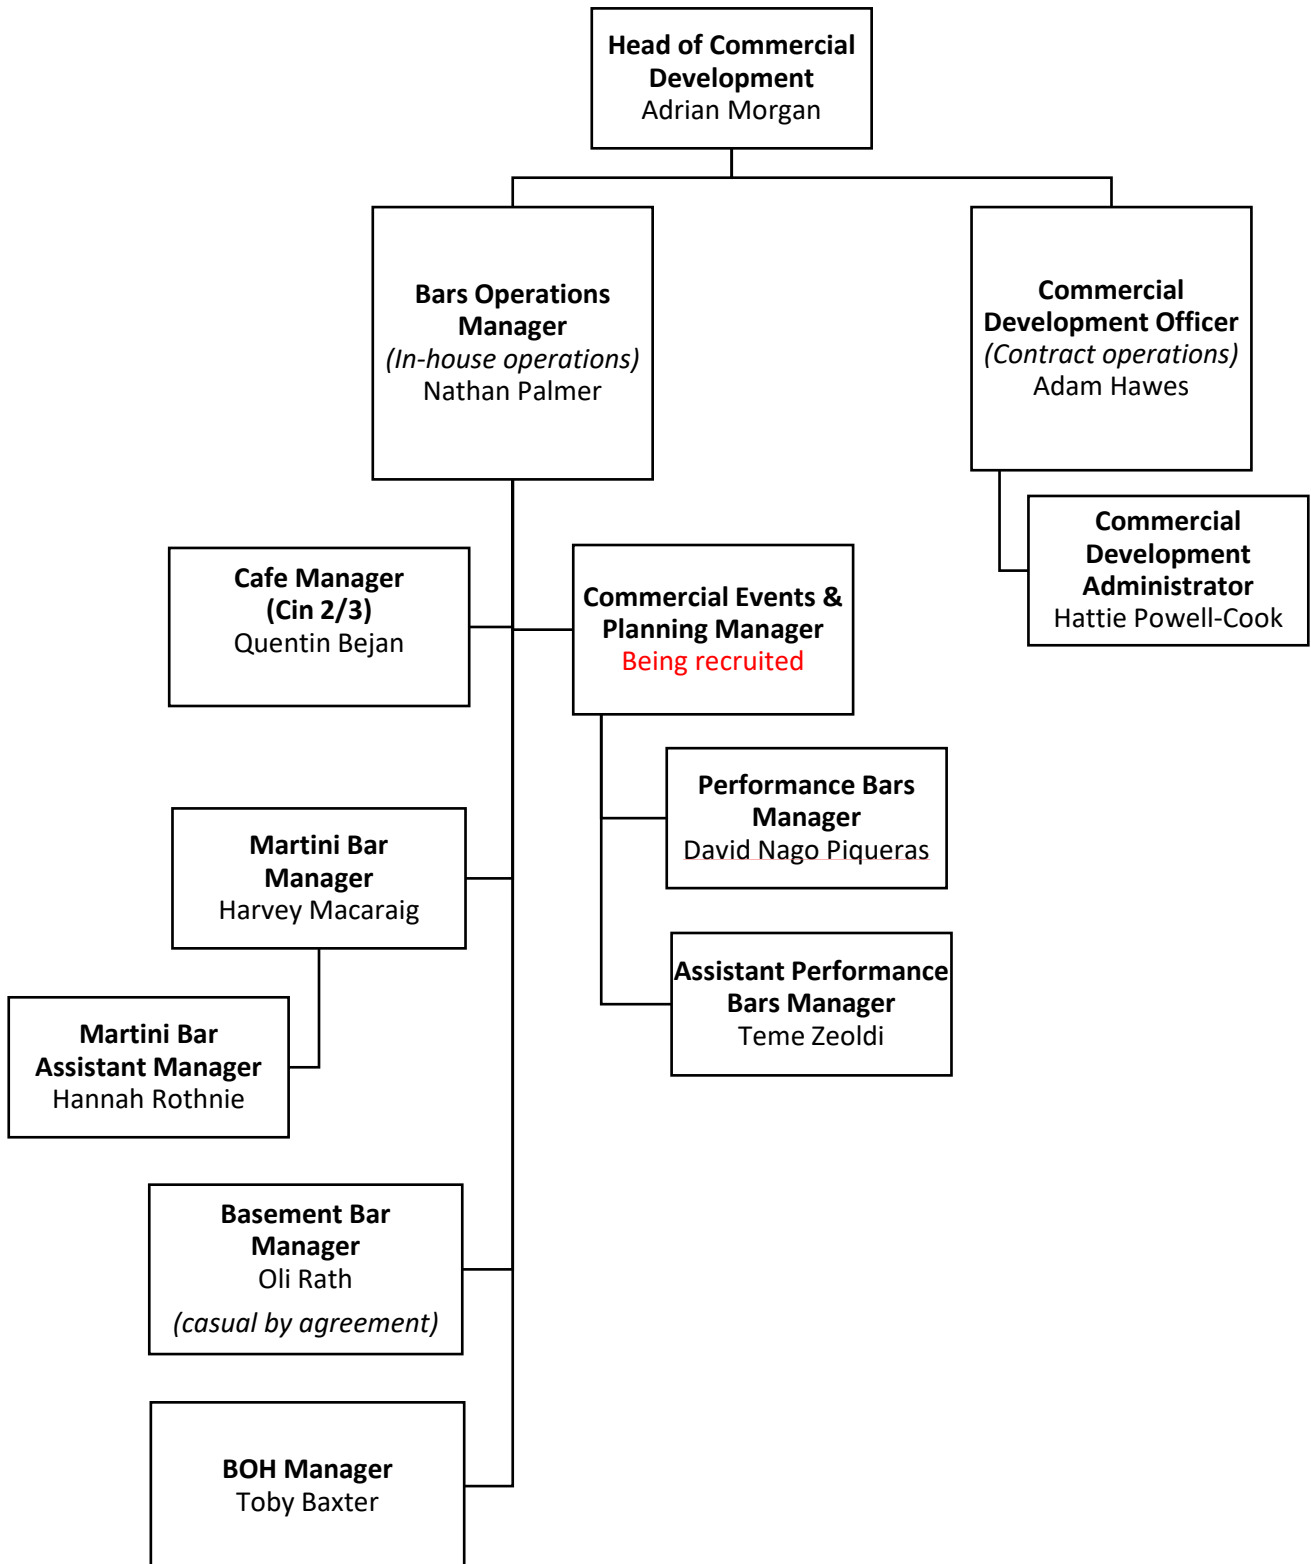 Head of Commercial
Development
Adrian Morgan
Bars Operations
Manager
(In-house operations)
Nathan Palmer
Commercial
Development Officer
(Contract operations)
Adam Hawes
Commercial
Development
Administrator
Hattie Powell-Cook
Cafe Manager
(Cin 2/3)
Quentin Bejan
Commercial Events &
Planning Manager
Being recruited
Performance Bars
Manager
David Nago Piqueras
Martini Bar
Manager
Harvey Macaraig
Assistant Performance
Bars Manager
Teme Zeoldi
Martini Bar
Assistant Manager
Hannah Rothnie
Basement Bar
Manager
Oli Rath
(casual by agreement)
BOH Manager
Toby Baxter